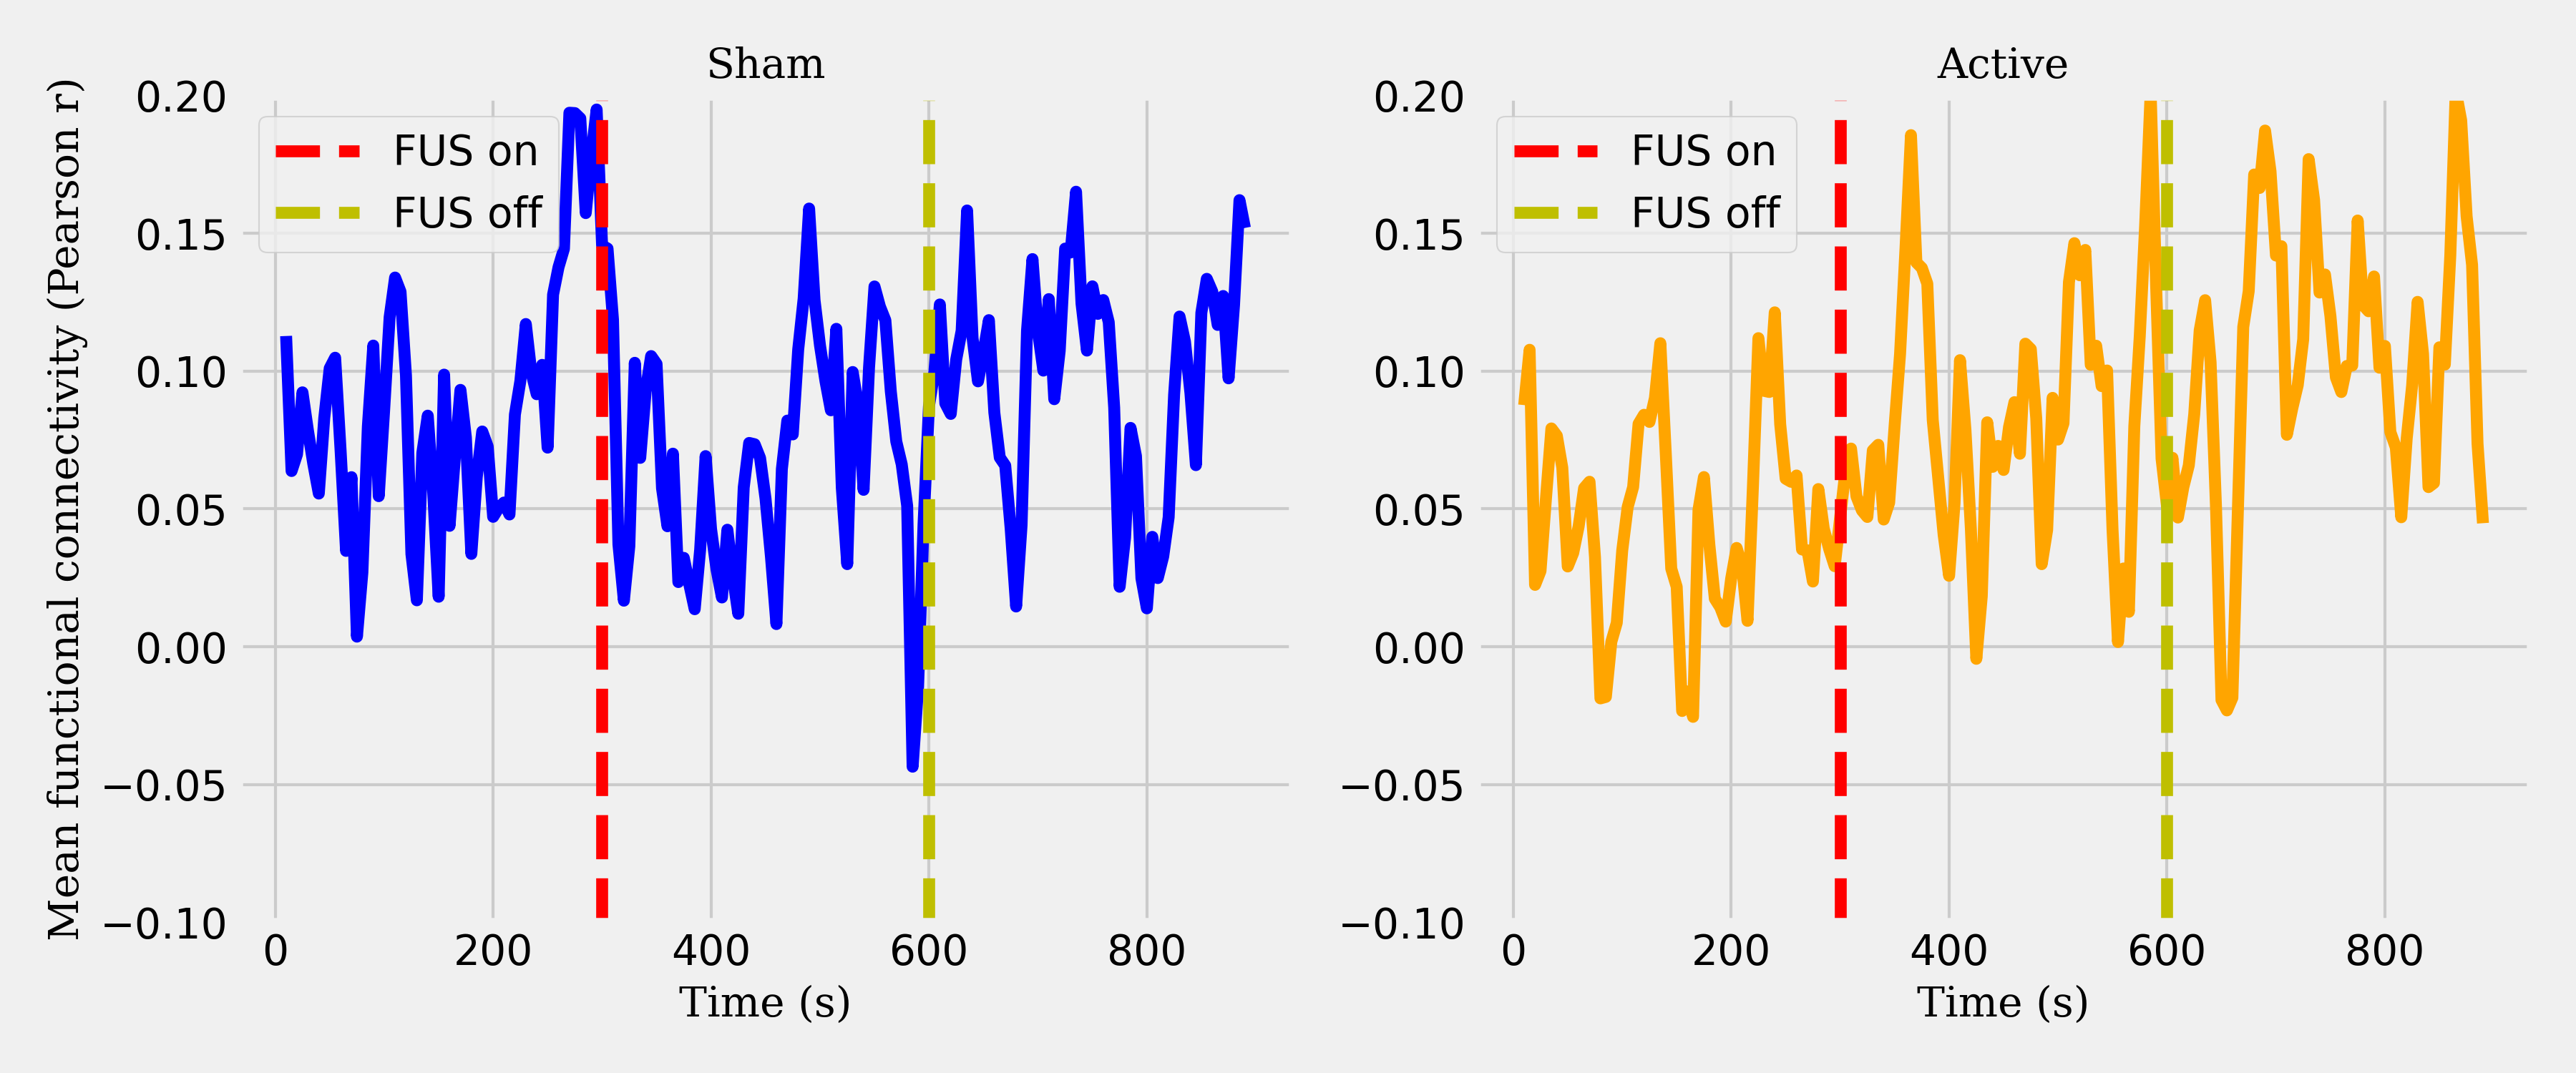 Sham
Mean functional connectivity (Pearson r)
0.20
0.15
0.10
0.05
0.00
−0.05
−0.10
FUS on
FUS off
0 200 400 600 800
Time (s)
Active
0.20
0.15
0.10
0.05
0.00
−0.05
−0.10
FUS on
FUS off
0 200 400 600 800
Time (s)